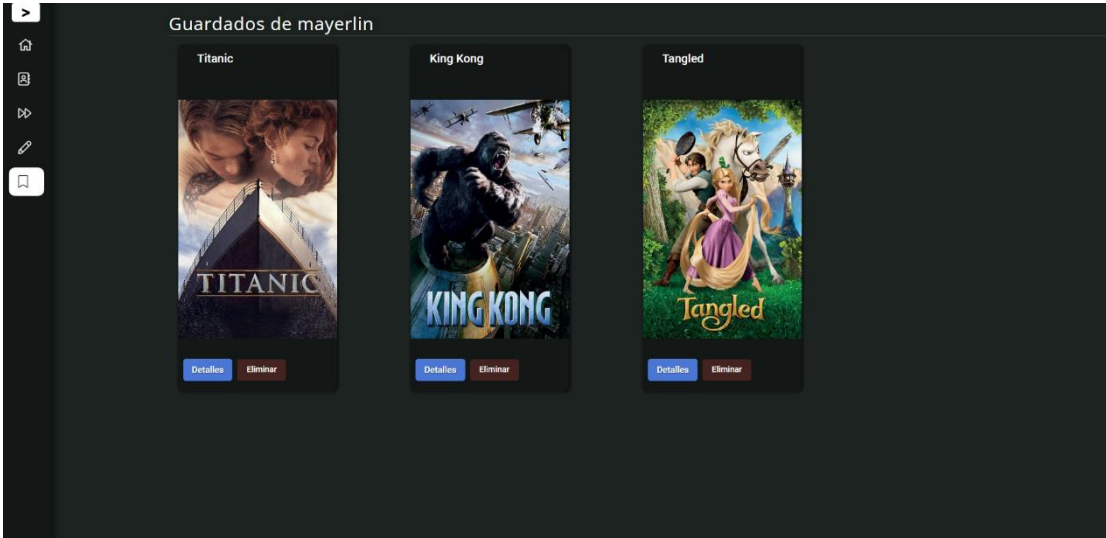 >
Guardados de mayerlin
Titanic
King Kong
Tangled
TITANIC
KING KONG
Tangled
Detalles
Eliminar
Detalles
Eliminar
Detalles
Eliminar